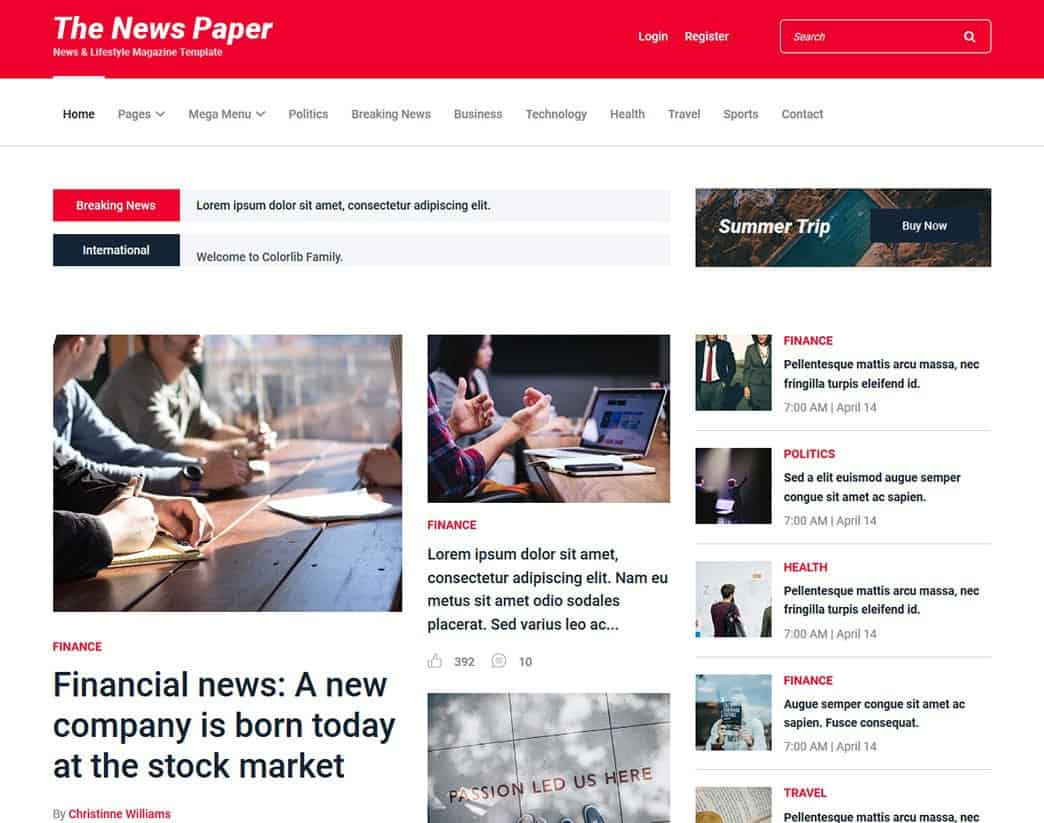 The News Paper
News & Lifestyle Magazine Template
Login Register Search
Home Pages Mega Menu Politics Breaking News Business Technology Health Travel Sports Contact
Breaking News Lorem ipsum dolor sit amet, consectetur adipiscing elit.
International Welcome to Colorlib Family.
Summer Trip Buy Now
FINANCE
Financial news: A new
company is born today
at the stock market
By Christinne Williams
FINANCE
Lorem ipsum dolor sit amet,
consectetur adipiscing elit. Nam eu
metus sit amet odio sodales
placerat. Sed varius leo ac...
392 10
PASSION LED US HERE
FINANCE
Pellentesque mattis arcu massa, nec
fringilla turpis eleifend id.
7:00 AM | April 14
POLITICS
Sed a elit euismod augue semper
congue sit amet ac sapien.
7:00 AM | April 14
HEALTH
Pellentesque mattis arcu massa, nec
fringilla turpis eleifend id.
7:00 AM | April 14
FINANCE
Augue semper congue sit amet ac
sapien. Fusce consequat.
7:00 AM | April 14
TRAVEL
Pellentesque mattis arcu massa, nec